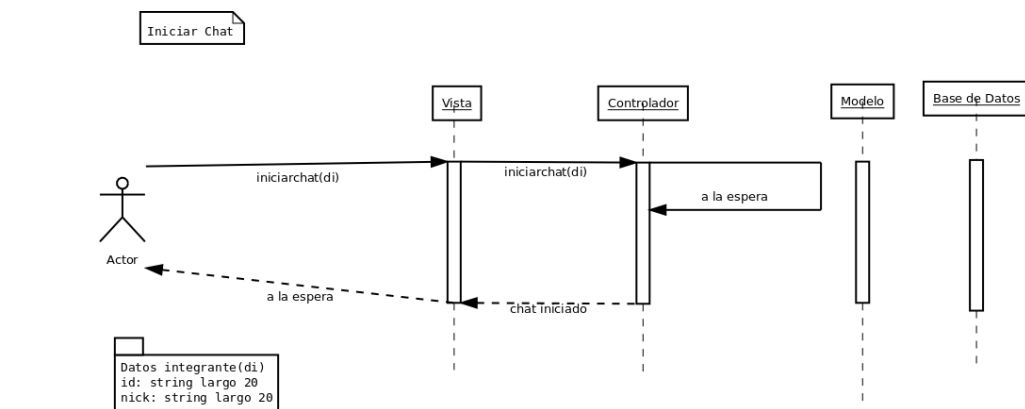 Iniciar Chat
Vista
Controlador
Modelo
Base de Datos
iniciarchat(di)
iniciarchat(di)
a la espera
Actor
a la espera
chat iniciado
Datos integrante(di)
id: string largo 20
nick: string largo 20